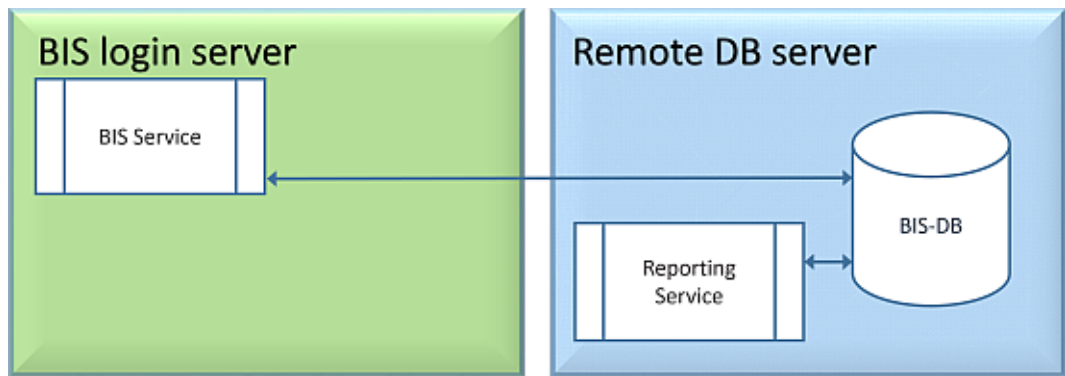 BIS login server
BIS Service
Remote DB server
BIS-DB
Reporting
Service